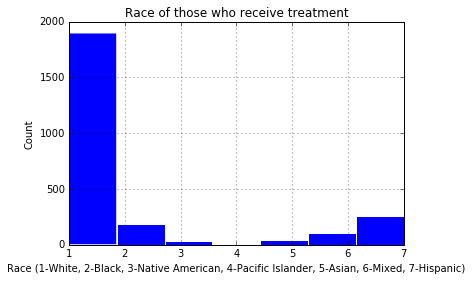 Race of those who receive treatment
2000
1500
1000
500
0
Count
1 2 3 4 5 6 7
Race (1-White, 2-Black, 3-Native American, 4-Pacific Islander, 5-Asian, 6-Mixed, 7-Hispanic)